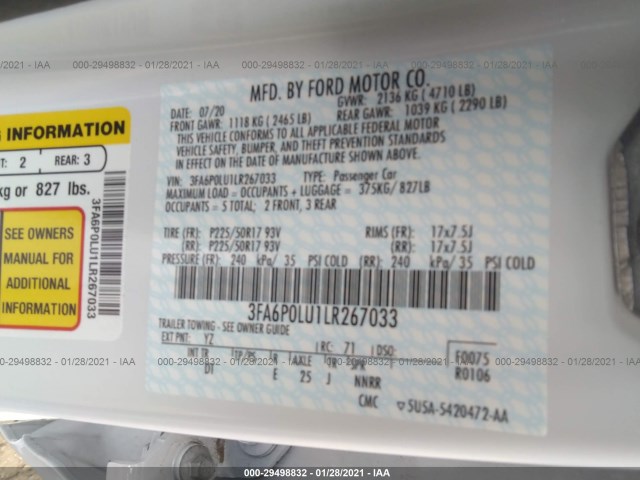 000-29498832 - 01/28/2021 - IAA
000-29498832 - 01/28/2021 - IAA
INFORMATION
2
REAR: 3
kg or 827 lbs.
SEE OWNERS
MANUAL FOR
ADDITIONAL
INFORMATION
3FA6P0LU1LR267033
MFD. BY FORD MOTOR CO.
DATE: 07/20
GVWR: 2136 KG ( 4710 LB)
FRONT GAWR: 1118 KG ( 2465 LB)
REAR GAWR: 1039 KG ( 2290 LB)
THIS VEHICLE CONFORMS TO ALL APPLICABLE FEDERAL MOTOR
VEHICLE SAFETY, BUMPER, AND THEFT PREVENTION STANDARDS
IN EFFECT ON THE DATE OF MANUFACTURE SHOWN ABOVE.
VIN: 3FA6P0LU1LR267033
TYPE: Passenger Car
MAXIMUM LOAD = OCCUPANTS + LUGGAGE = 375KG/827LB
OCCUPANTS = 5 TOTAL; 2 FRONT, 3 REAR
TIRE (FR): P225/50R17 93V RIMS (FR): 17x7.5J
(RR): P225/50R17 93V (RR): 17x7.5J
PRESSURE (FR): 240 kPa/ 35 PSI COLD (RR): 240 kPa/ 35 PSI COLD
3FA6P0LU1LR267033
TRAILER TOWING - SEE OWNER GUIDE
EXT PNT: YZ RC: 71 DSO: F0075
INT TR TP/PS R AXLE TR SPR R0106
DT E 25 J NNRR
CMC 5USA-5420472-AA
000-29498832 - 01/28/2021 - IAA
000-29498832 - 01/28/2021 - IAA
000-29498832 - 01/28/2021 - IAA